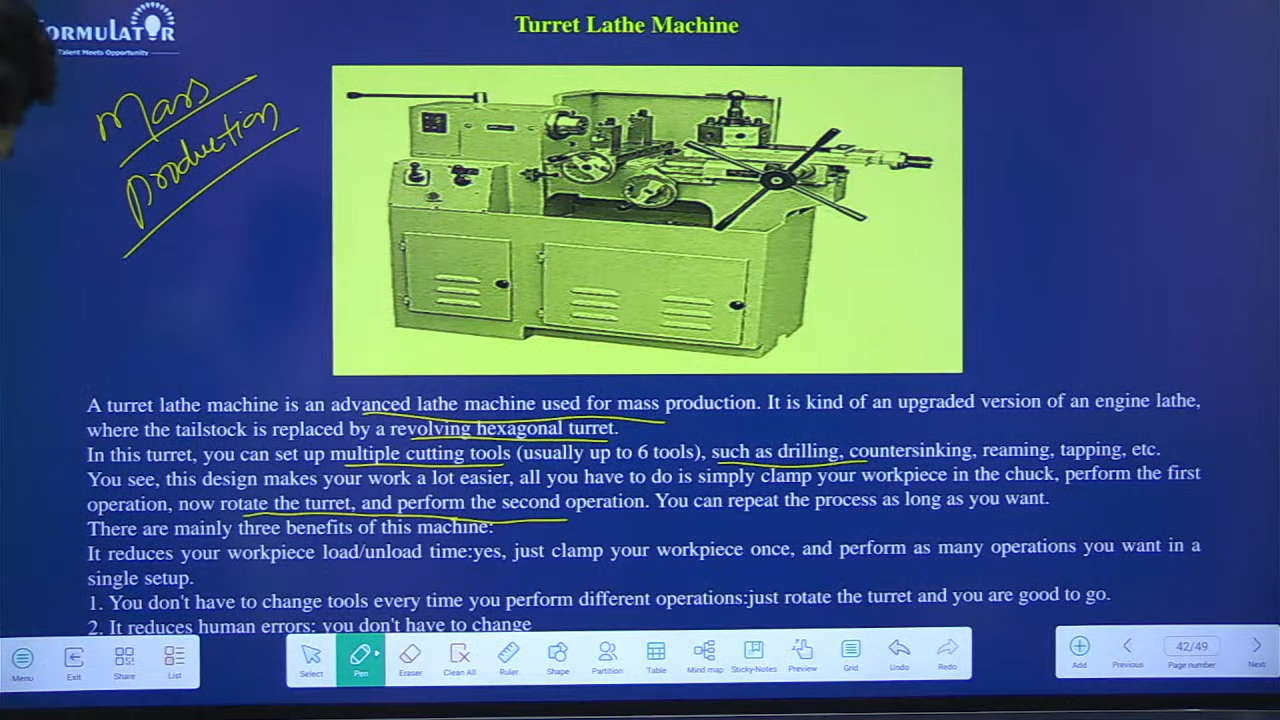 FORMULATOR
Talent Meets Opportunity
Turret Lathe Machine
Mass
production
A turret lathe machine is an advanced lathe machine used for mass production. It is kind of an upgraded version of an engine lathe,
where the tailstock is replaced by a revolving hexagonal turret.
In this turret, you can set up multiple cutting tools (usually up to 6 tools), such as drilling, countersinking, reaming, tapping, etc.
You see, this design makes your work a lot easier, all you have to do is simply clamp your workpiece in the chuck, perform the first
operation, now rotate the turret, and perform the second operation. You can repeat the process as long as you want.
There are mainly three benefits of this machine:
It reduces your workpiece load/unload time:yes, just clamp your workpiece once, and perform as many operations you want in a
single setup.
1. You don't have to change tools every time you perform different operations:just rotate the turret and you are good to go.
2. It reduces human errors: you don't have to change
Menu Exit Share List Select Pen Eraser Clean All Ruler Shape Partition Table Mind map Sticky-Notes Preview Grid Undo Redo Add Previous 42/49 Page number Next